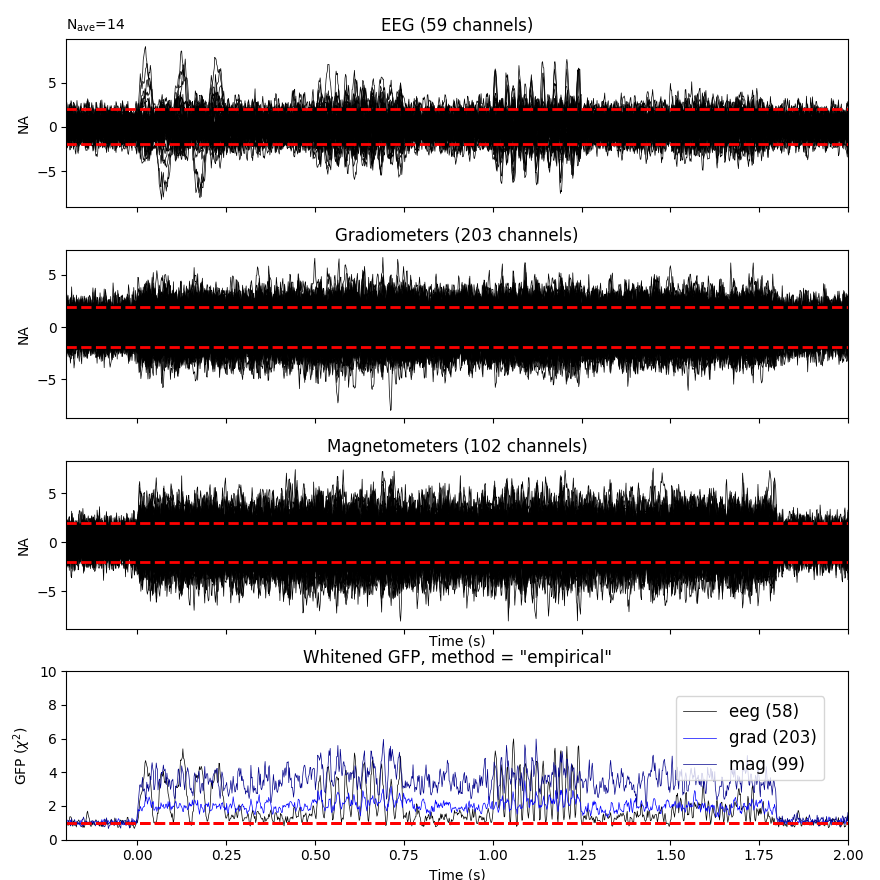 N_ave=14
EEG (59 channels)
5
0
−5
NA
Gradiometers (203 channels)
5
0
−5
NA
Magnetometers (102 channels)
5
0
−5
NA
Time (s)
Whitened GFP, method = "empirical"
10
8
6
4
2
0
GFP (χ²)
eeg (58)
grad (203)
mag (99)
0.00 0.25 0.50 0.75 1.00 1.25 1.50 1.75 2.00
Time (s)